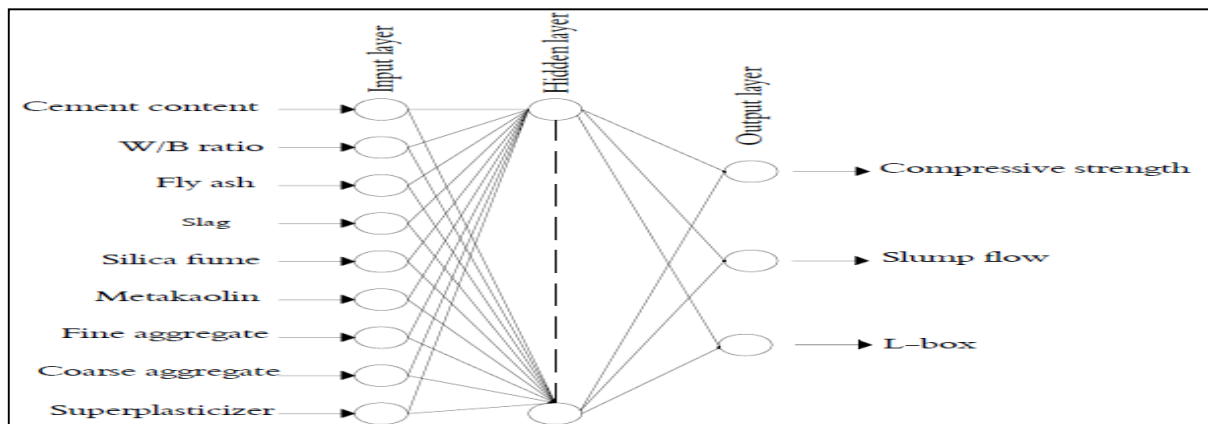 Input layer
Hidden layer
Output layer
Cement content
W/B ratio
Fly ash
Slag
Silica fume
Metakaolin
Fine aggregate
Coarse aggregate
Superplasticizer
Compressive strength
Slump flow
L-box